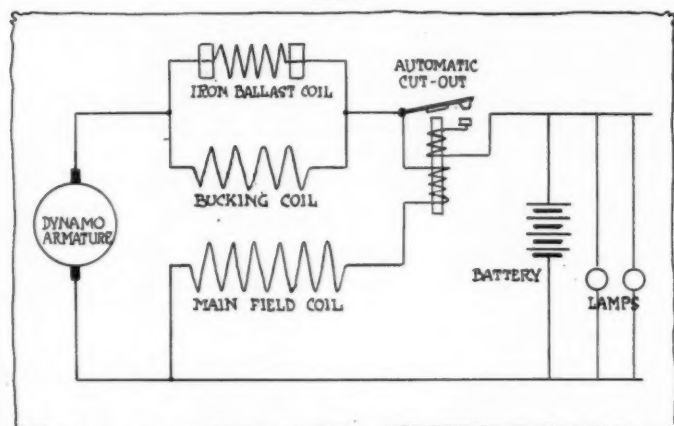 AUTOMATIC
CUT-OUT
IRON BALLAST COIL
BUCKING COIL
DYNAMO
ARMATURE
MAIN FIELD COIL
BATTERY
LAMPS